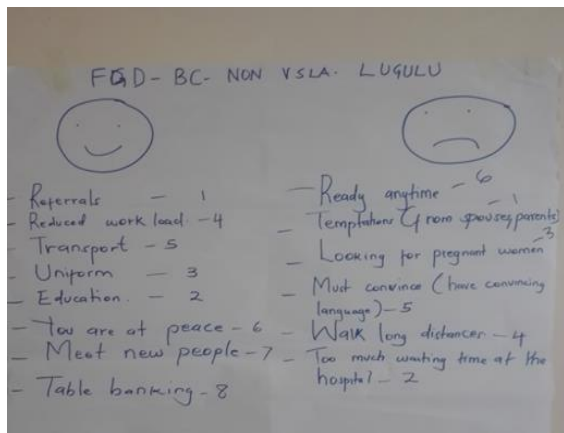 FGD - BC - NON VSLA. LUGULU
- Referrals — 1
- Reduced work load - 4
- Transport - 5
- Uniform — 3
- Education. - 2
- You are at peace - 6
- Meet new people - 7
- Table banking - 8
- Ready anytime - 6
- Temptations (from spouses, parents) - 1
- Looking for pregnant women - 3
- Must convince (have convincing
language) - 5
- Walk long distances - 4
- Too much waiting time at the
hospital - 2